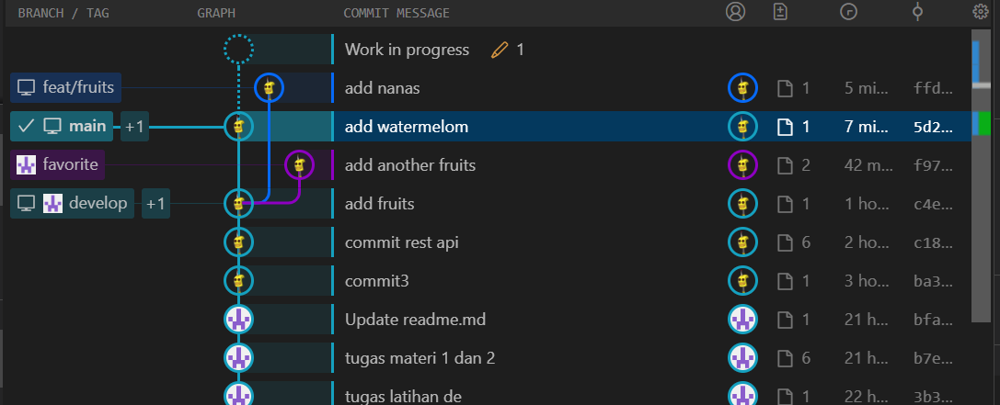 BRANCH / TAG GRAPH COMMIT MESSAGE
Work in progress 1
feat/fruits add nanas 1 5 mi... ffd...
main +1 add watermelom 1 7 mi... 5d2...
favorite add another fruits 2 42 m... f97...
develop +1 add fruits 1 1 ho... c4e...
commit rest api 6 2 ho... c18...
commit3 1 3 ho... ba3...
Update readme.md 1 21 h... bfa...
tugas materi 1 dan 2 6 21 h... b7e...
tugas latihan de 1 22 h... 3b3...